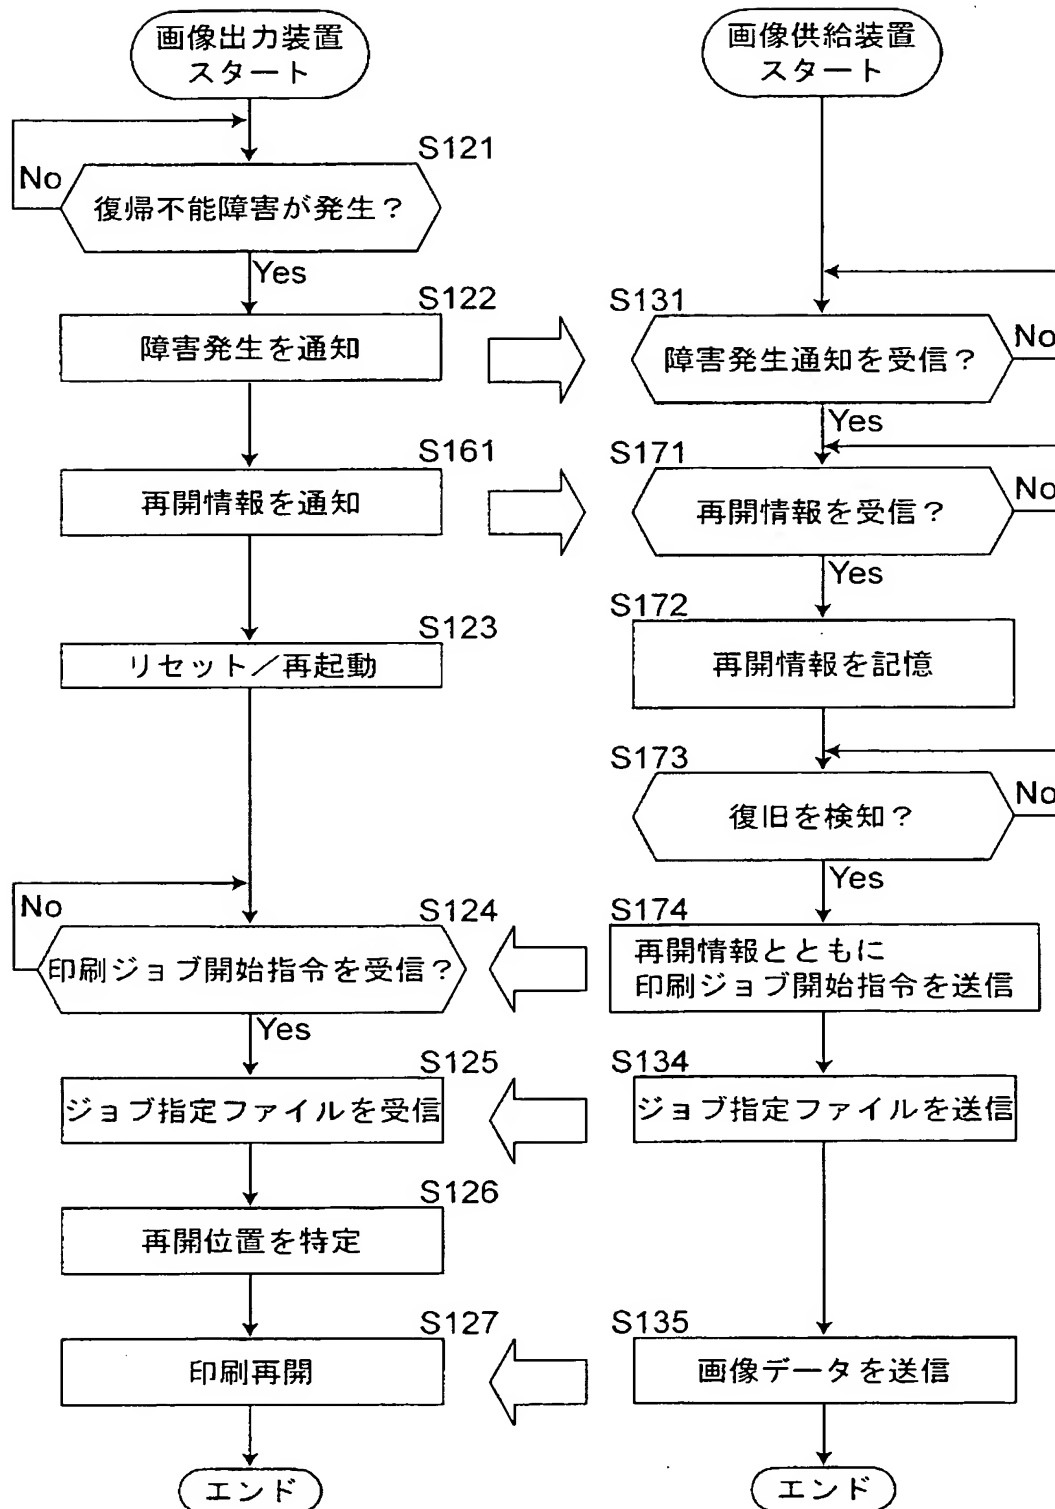 画像出力装置
スタート
S121
No
復帰不能障害が発生?
Yes
S122
障害発生を通知
S161
再開情報を通知
S123
リセット/再起動
No
S124
印刷ジョブ開始指令を受信?
Yes
S125
ジョブ指定ファイルを受信
S126
再開位置を特定
S127
印刷再開
エンド
画像供給装置
スタート
S131
No
障害発生通知を受信?
Yes
S171
No
再開情報を受信?
Yes
S172
再開情報を記憶
S173
No
復旧を検知?
Yes
S174
再開情報とともに
印刷ジョブ開始指令を送信
S134
ジョブ指定ファイルを送信
S135
画像データを送信
エンド